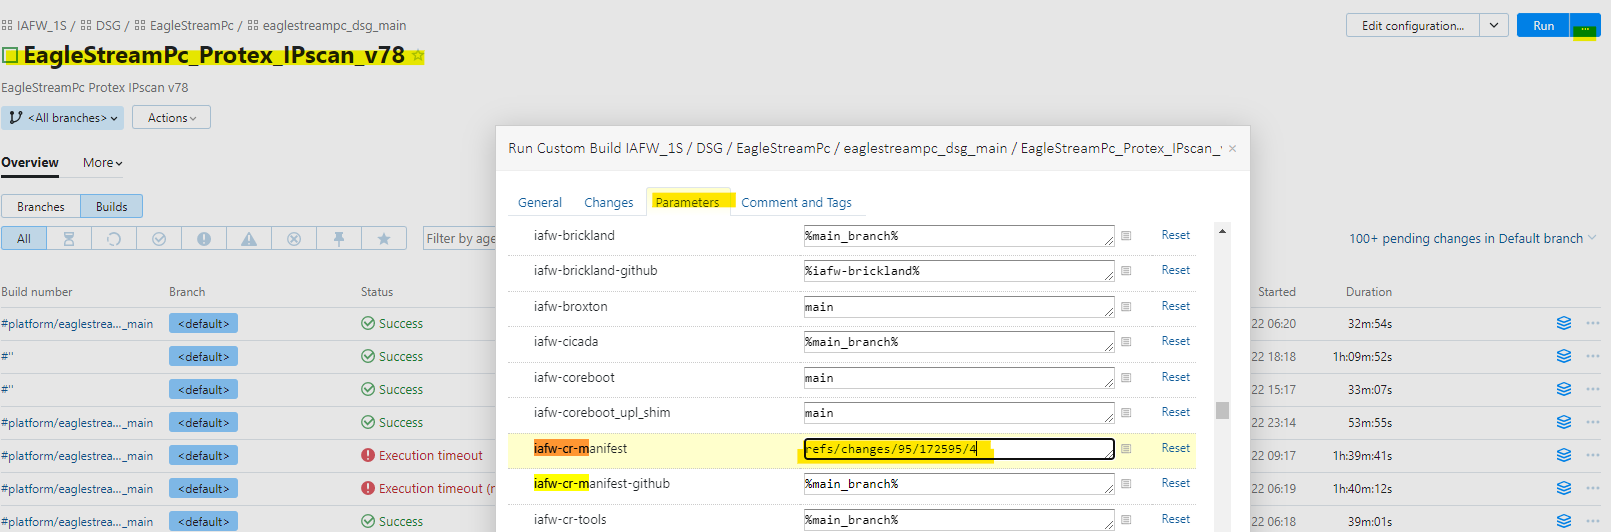 IAFW_1S / DSG / EagleStreamPc / eaglestreampc_dsg_main
Edit configuration... Run ...
EagleStreamPc_Protex_IPscan_v78
EagleStreamPc Protex IPscan v78
<All branches> Actions
Run Custom Build IAFW_1S / DSG / EagleStreamPc / eaglestreampc_dsg_main / EagleStreamPc_Protex_IPscan_ ×
Overview More
General Changes Parameters Comment and Tags
Branches Builds
All Filter by age
iafw-brickland %main_branch% Reset
100+ pending changes in Default branch
iafw-brickland-github %iafw-brickland% Reset
Build number Branch Status Started Duration
iafw-broxton main Reset
#platform/eaglestrea..._main <default> Success 22 06:20 32m:54s ...
iafw-cicada %main_branch% Reset
#'' <default> Success 22 18:18 1h:09m:52s ...
iafw-coreboot main Reset
#'' <default> Success 22 15:17 33m:07s ...
iafw-coreboot_upl_shim main Reset
#platform/eaglestrea..._main <default> Success 22 23:14 53m:55s ...
iafw-cr-manifest refs/changes/95/172595/4 Reset
#platform/eaglestrea..._main <default> Execution timeout 22 09:17 1h:39m:41s ...
iafw-cr-manifest-github %main_branch% Reset
#platform/eaglestrea..._main <default> Execution timeout (r 22 06:19 1h:40m:12s ...
iafw-cr-tools %main_branch% Reset
#platform/eaglestrea..._main <default> Success 22 06:18 39m:01s ...